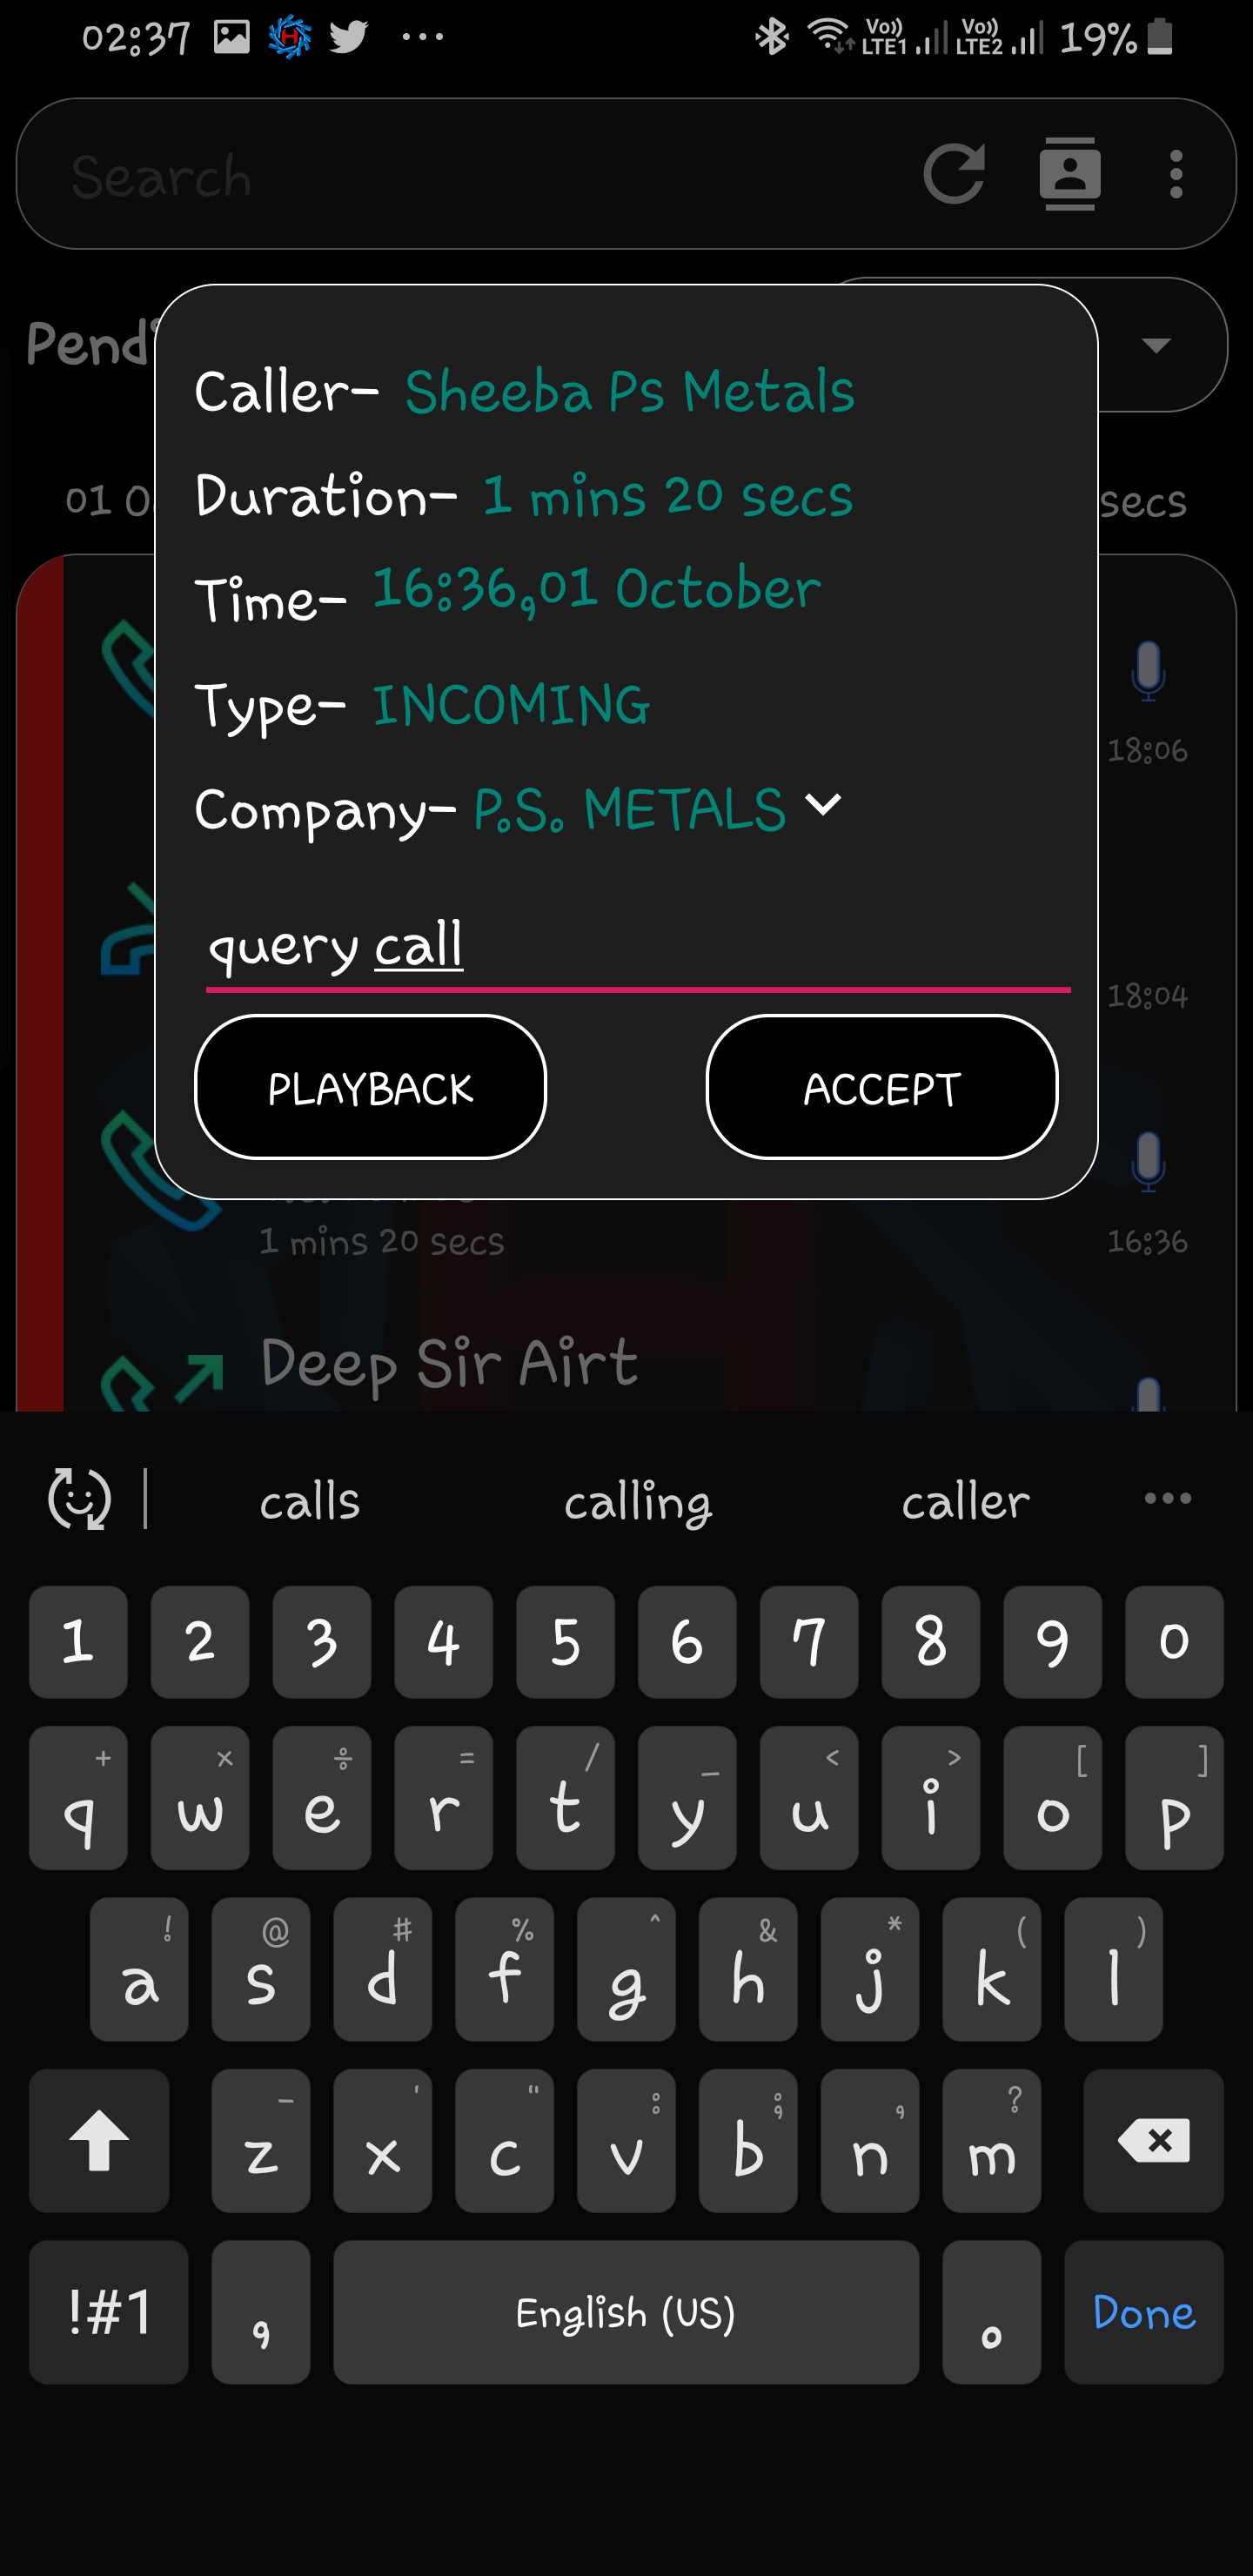 02:37 Vo)) LTE1 Vo)) LTE2 19%
Search
Pendi
Caller- Sheeba Ps Metals
01 O secs
Duration- 1 mins 20 secs
Time- 16:36,01 October
Type- INCOMING
18:06
Company- P.S. METALS
query call
18:04
PLAYBACK ACCEPT
1 mins 20 secs 16:36
Deep Sir Airt
calls calling caller
1 2 3 4 5 6 7 8 9 0
+ × ÷ = / _ < > [ ]
q w e r t y u i o p
! @ # % ^ & * ( )
a s d f g h j k l
- ' " : ; , ?
z x c v b n m
!#1 , English (US) . Done